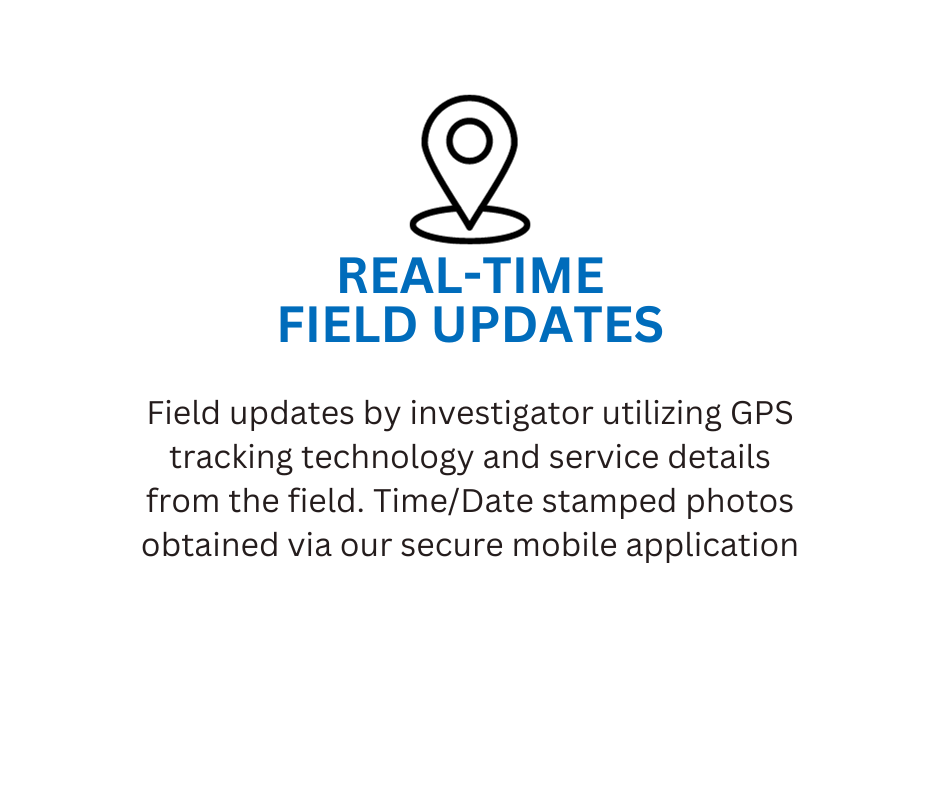 REAL-TIME
FIELD UPDATES
Field updates by investigator utilizing GPS
tracking technology and service details
from the field. Time/Date stamped photos
obtained via our secure mobile application